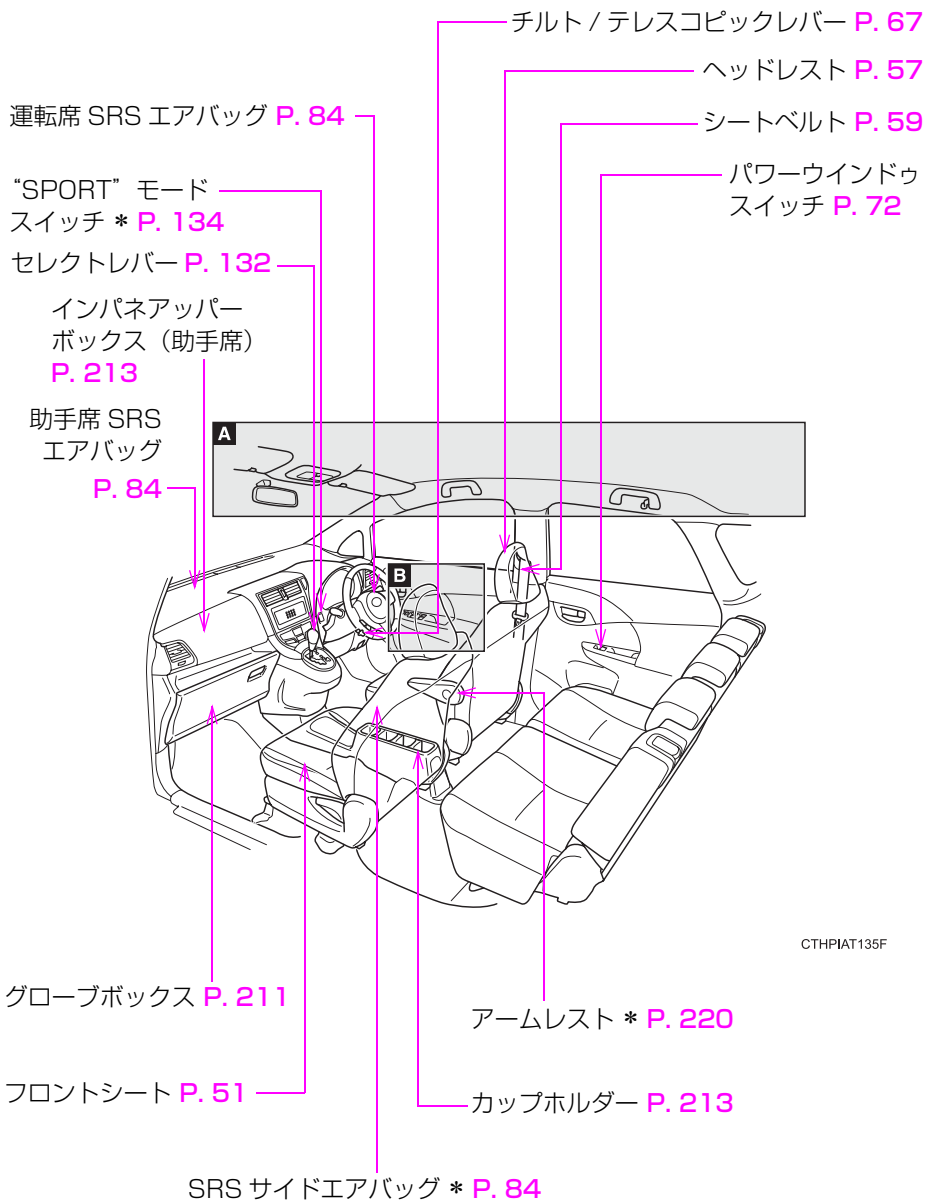 チルト / テレスコピックレバー P. 67
ヘッドレスト P. 57
運転席 SRS エアバッグ P. 84
シートベルト P. 59
“SPORT”モード
スイッチ * P. 134
パワーウインドゥ
スイッチ P. 72
セレクトレバー P. 132
インパネアッパー
ボックス（助手席）
P. 213
助手席 SRS
エアバッグ
P. 84
A
B
CTHPIAT135F
グローブボックス P. 211
アームレスト * P. 220
フロントシート P. 51
カップホルダー P. 213
SRS サイドエアバッグ * P. 84